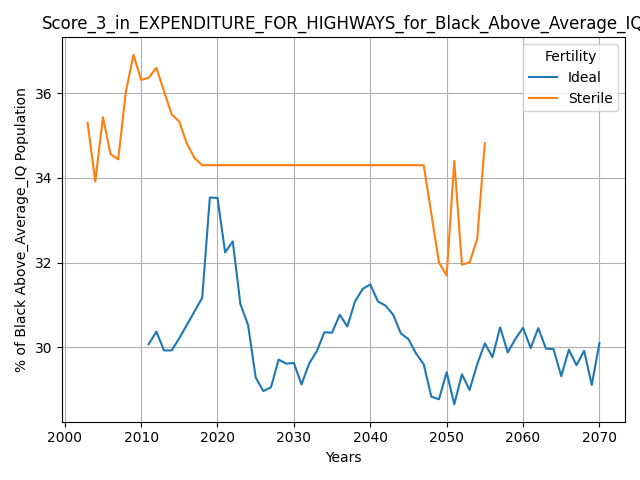 Score_3_in_EXPENDITURE_FOR_HIGHWAYS_for_Black_Above_Average_IQ
Fertility
Ideal
Sterile
% of Black Above_Average_IQ Population
36
34
32
30
2000
2010
2020
2030
2040
2050
2060
2070
Years